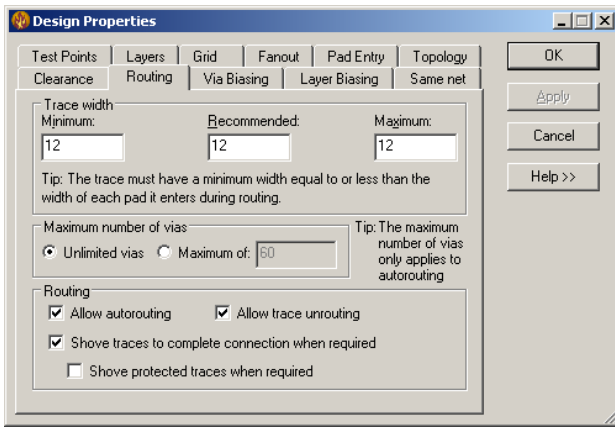 Design Properties
Test Points Layers Grid Fanout Pad Entry Topology
Clearance Routing Via Biasing Layer Biasing Same net
OK
Apply
Cancel
Help >>
Trace width
Minimum: Recommended: Maximum:
12 12 12
Tip: The trace must have a minimum width equal to or less than the
width of each pad it enters during routing.
Maximum number of vias
Unlimited vias Maximum of: 60
Tip: The maximum
number of vias
only applies to
autorouting
Routing
Allow autorouting Allow trace unrouting
Shove traces to complete connection when required
Shove protected traces when required